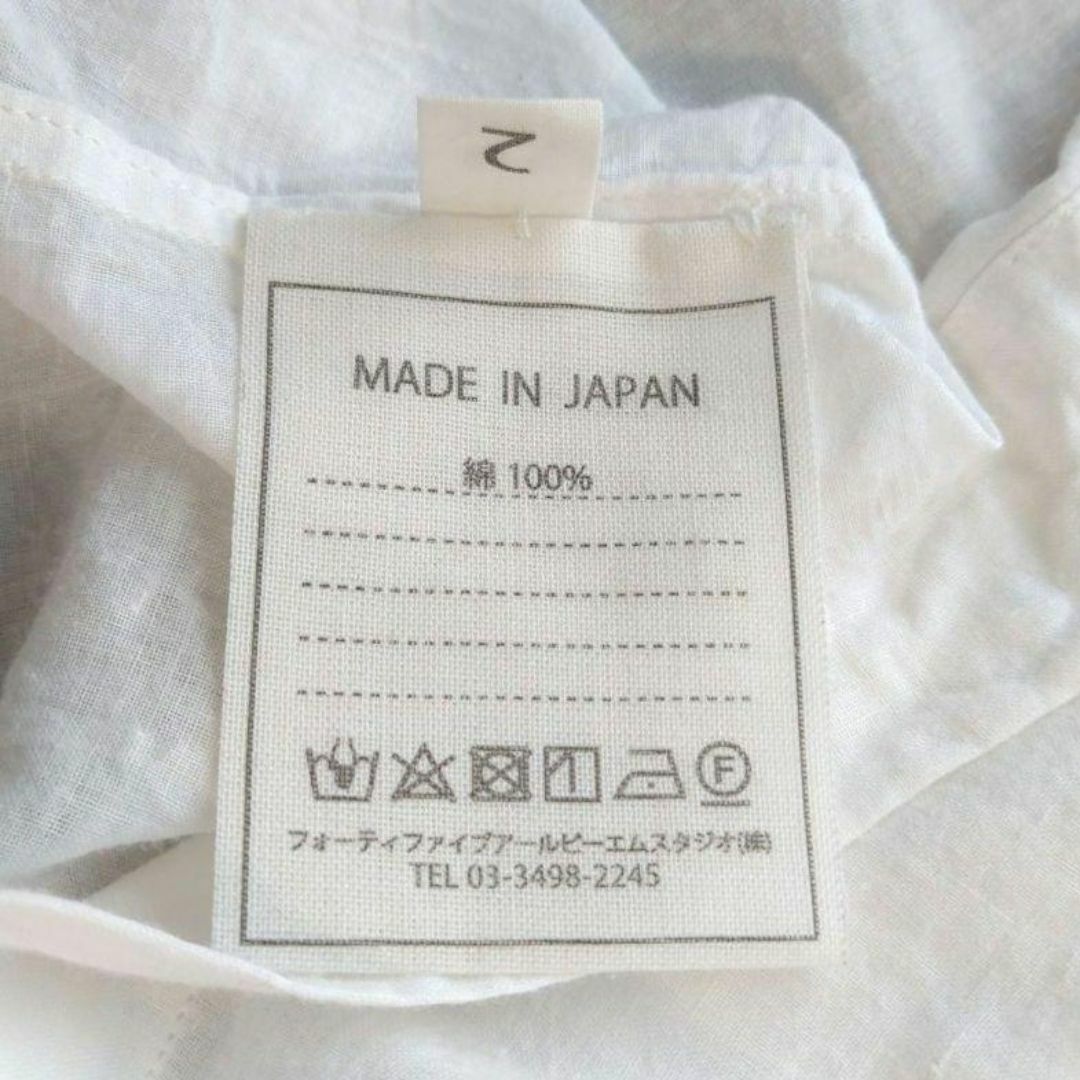 2
MADE IN JAPAN
綿 100%
F
フォーティファイブアールピーエムスタジオ(株)
TEL 03-3498-2245